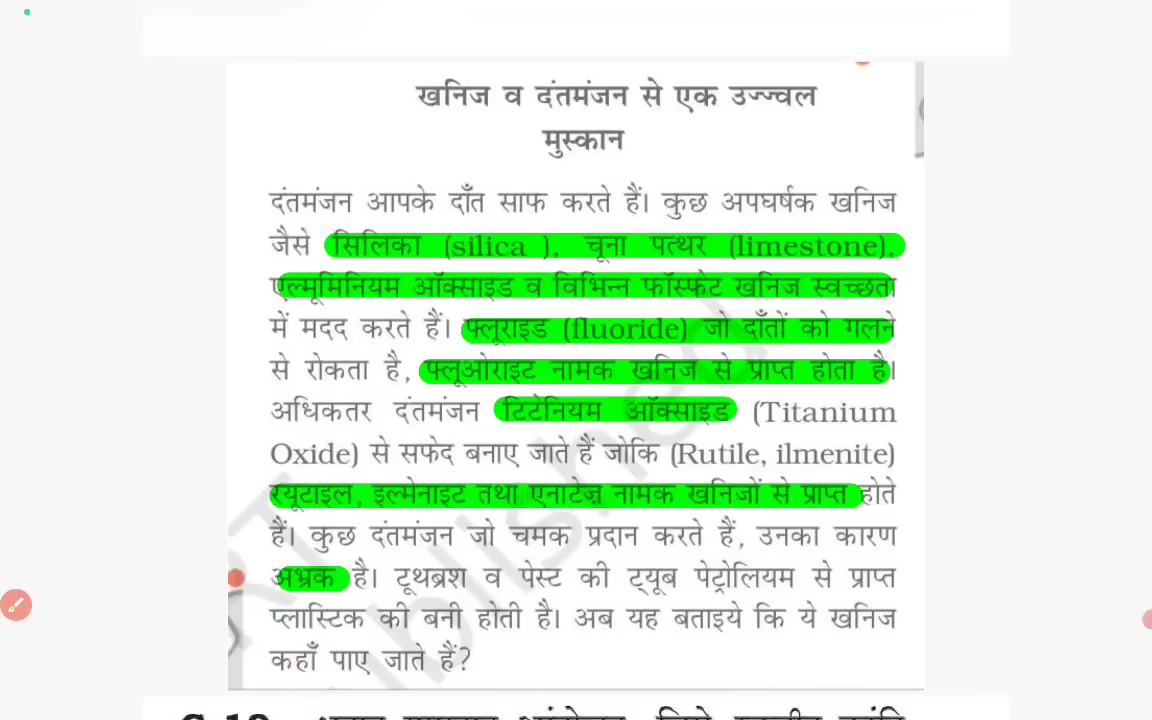 खनिज व दंतमंजन से एक उज्ज्वल
मुस्कान
दंतमंजन आपके दाँत साफ करते हैं। कुछ अपघर्षक खनिज
जैसे सिलिका (silica ), चूना पत्थर (limestone),
एल्मूमिनियम ऑक्साइड व विभिन्न फॉस्फेट खनिज स्वच्छता
में मदद करते हैं। फ्लूराइड (fluoride) जो दाँतों को गलने
से रोकता है, फ्लूओराइट नामक खनिज से प्राप्त होता है।
अधिकतर दंतमंजन टिटेनियम ऑक्साइड (Titanium
Oxide) से सफेद बनाए जाते हैं जोकि (Rutile, ilmenite)
रयूटाइल, इल्मेनाइट तथा एनाटेज नामक खनिजों से प्राप्त होते
हैं। कुछ दंतमंजन जो चमक प्रदान करते हैं, उनका कारण
अभ्रक है। टूथब्रश व पेस्ट की ट्यूब पेट्रोलियम से प्राप्त
प्लास्टिक की बनी होती है। अब यह बताइये कि ये खनिज
कहाँ पाए जाते हैं?